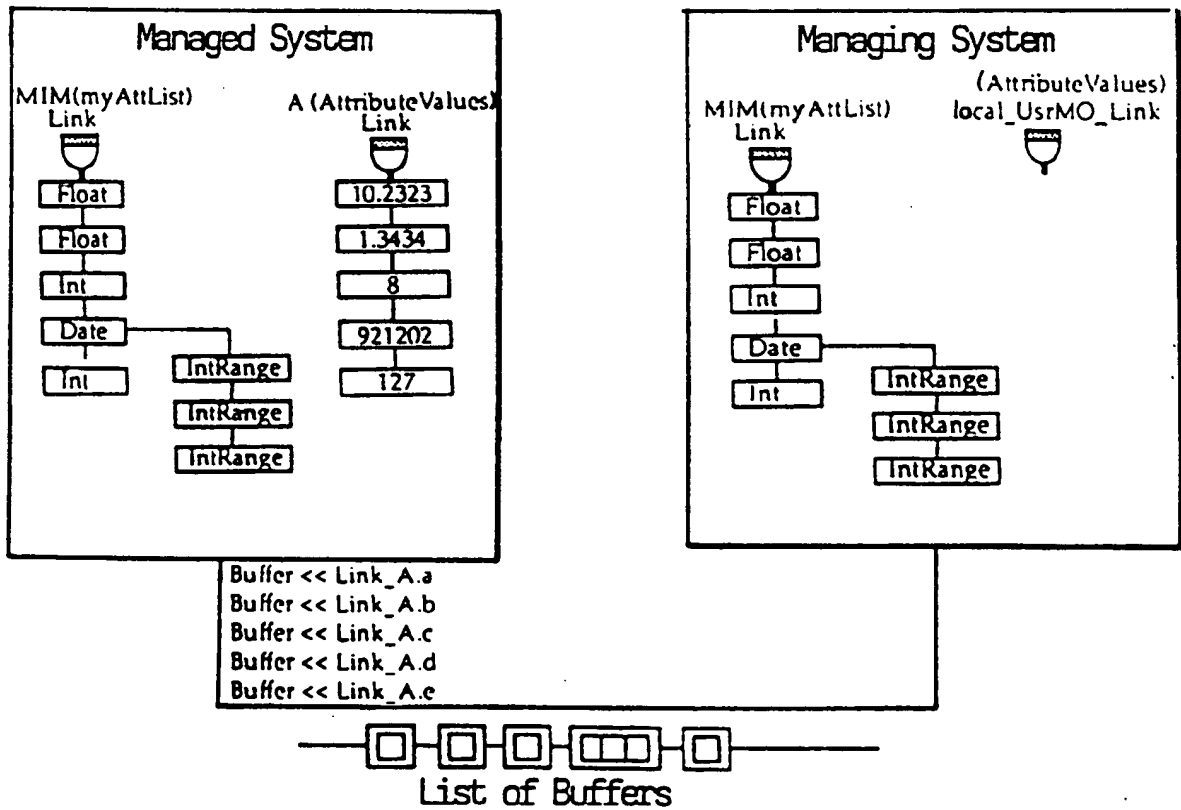 Managed System
MIM(myAttList)
Link
A (AttributeValues)
Link
Float
Float
Int
Date
Int
IntRange
IntRange
IntRange
10.2323
1.3434
8
921202
127
Managing System
MIM(myAttList)
Link
(AttributeValues)
local_UsrMO_Link
Float
Float
Int
Date
Int
IntRange
IntRange
IntRange
Buffer << Link_A.a
Buffer << Link_A.b
Buffer << Link_A.c
Buffer << Link_A.d
Buffer << Link_A.e
List of Buffers